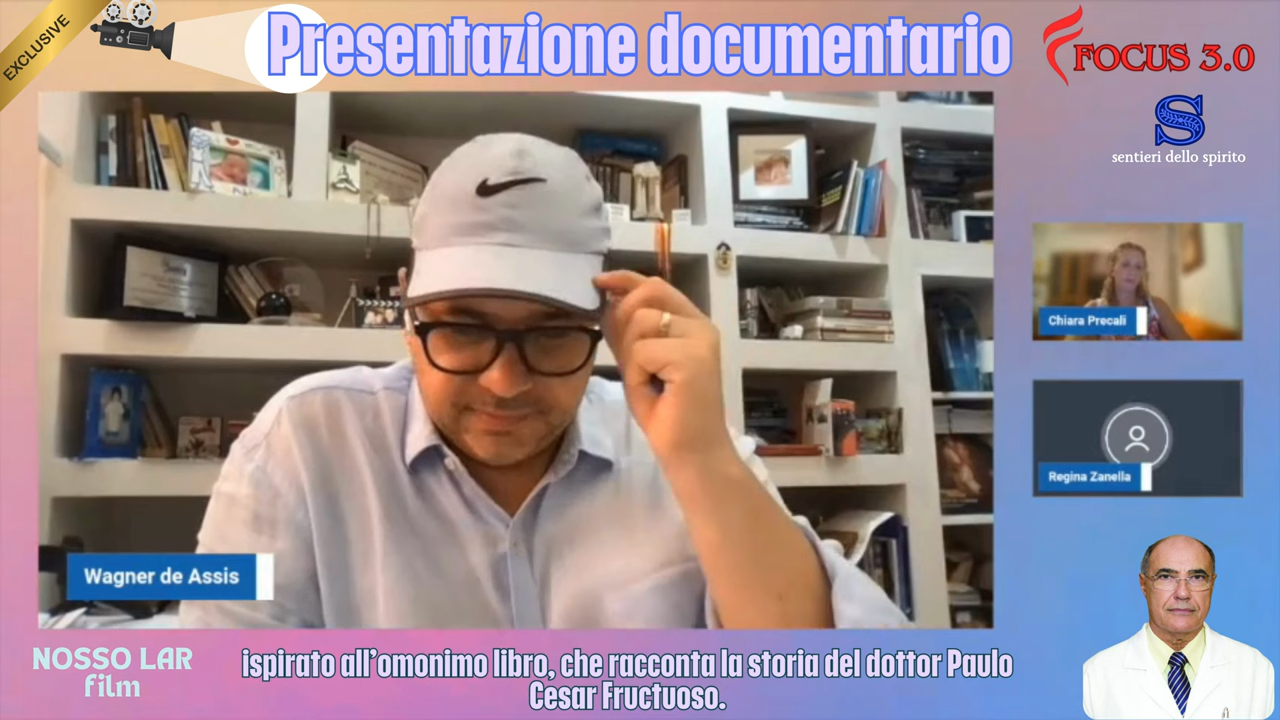 EXCLUSIVE
Presentazione documentario
FOCUS 3.0
S
sentieri dello spirito
Chiara Precali
Regina Zanella
Wagner de Assis
NOSSO LAR
film
ispirato all'omonimo libro, che racconta la storia del dottor Paulo
Cesar Fructuoso.